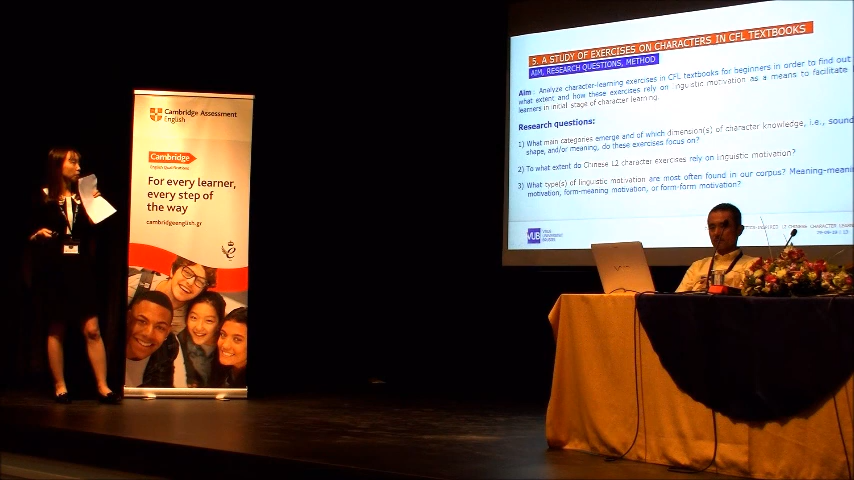 Cambridge Assessment
English
Cambridge
English Qualifications
For every learner,
every step of
the way
cambridgeenglish.gr
5. A STUDY OF EXERCISES ON CHARACTERS IN CFL TEXTBOOKS
AIM, RESEARCH QUESTIONS, METHOD
Aim: Analyze character-learning exercises in CFL textbooks for beginners in order to find out
what extent and how these exercises rely on linguistic motivation as a means to facilitate
learners in initial stage of character learning.
Research questions:
1) What main categories emerge and of which dimension(s) of character knowledge, i.e., sound
shape, and/or meaning, do these exercises focus on?
2) To what extent do Chinese L2 character exercises rely on linguistic motivation?
3) What type(s) of linguistic motivation are most often found in our corpus? Meaning-meani
motivation, form-meaning motivation, or form-form motivation?
VUB